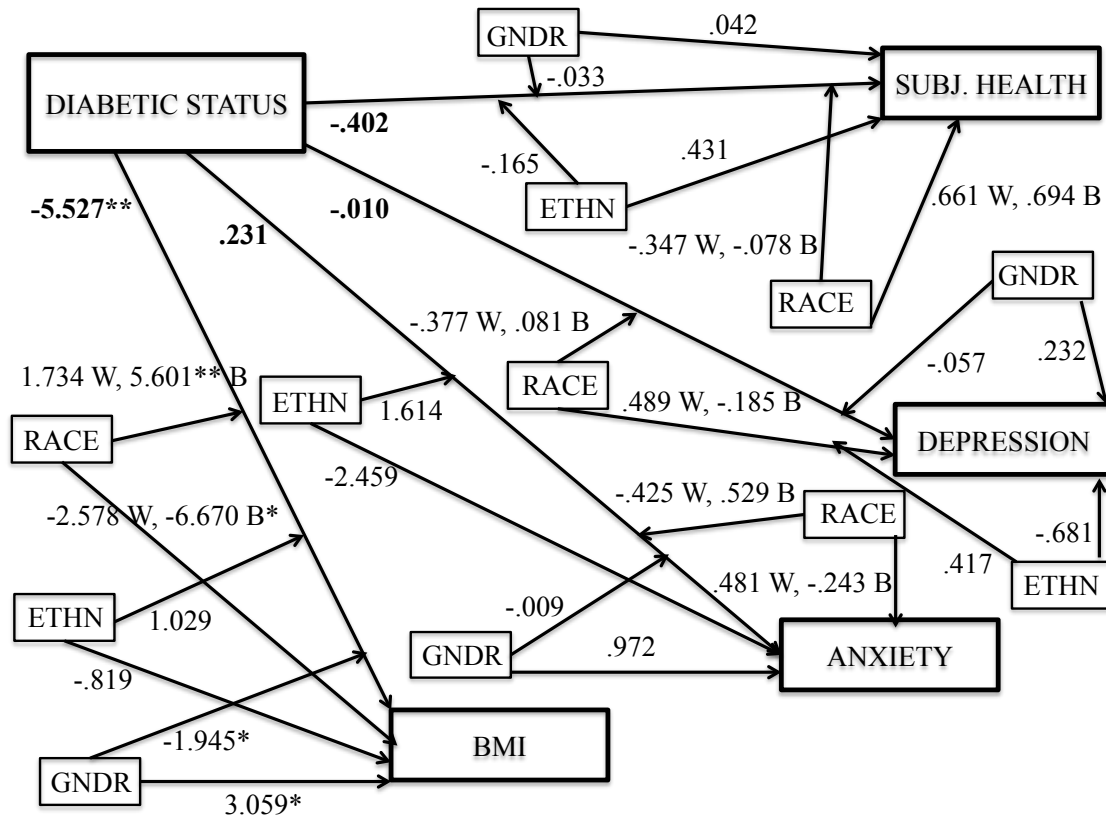 GNDR
.042
DIABETIC STATUS
-.033
SUBJ. HEALTH
-.402
-.165
.431
ETHN
.661 W, .694 B
-5.527**
.231
-.010
-.347 W, -.078 B
RACE
GNDR
-.377 W, .081 B
-.057
.232
1.734 W, 5.601** B
ETHN
1.614
RACE
.489 W, -.185 B
RACE
DEPRESSION
-2.459
-2.578 W, -6.670 B*
-.425 W, .529 B
RACE
-.681
.417
ETHN
.481 W, -.243 B
ETHN
1.029
-.009
GNDR
.972
ANXIETY
-.819
-1.945*
BMI
GNDR
3.059*